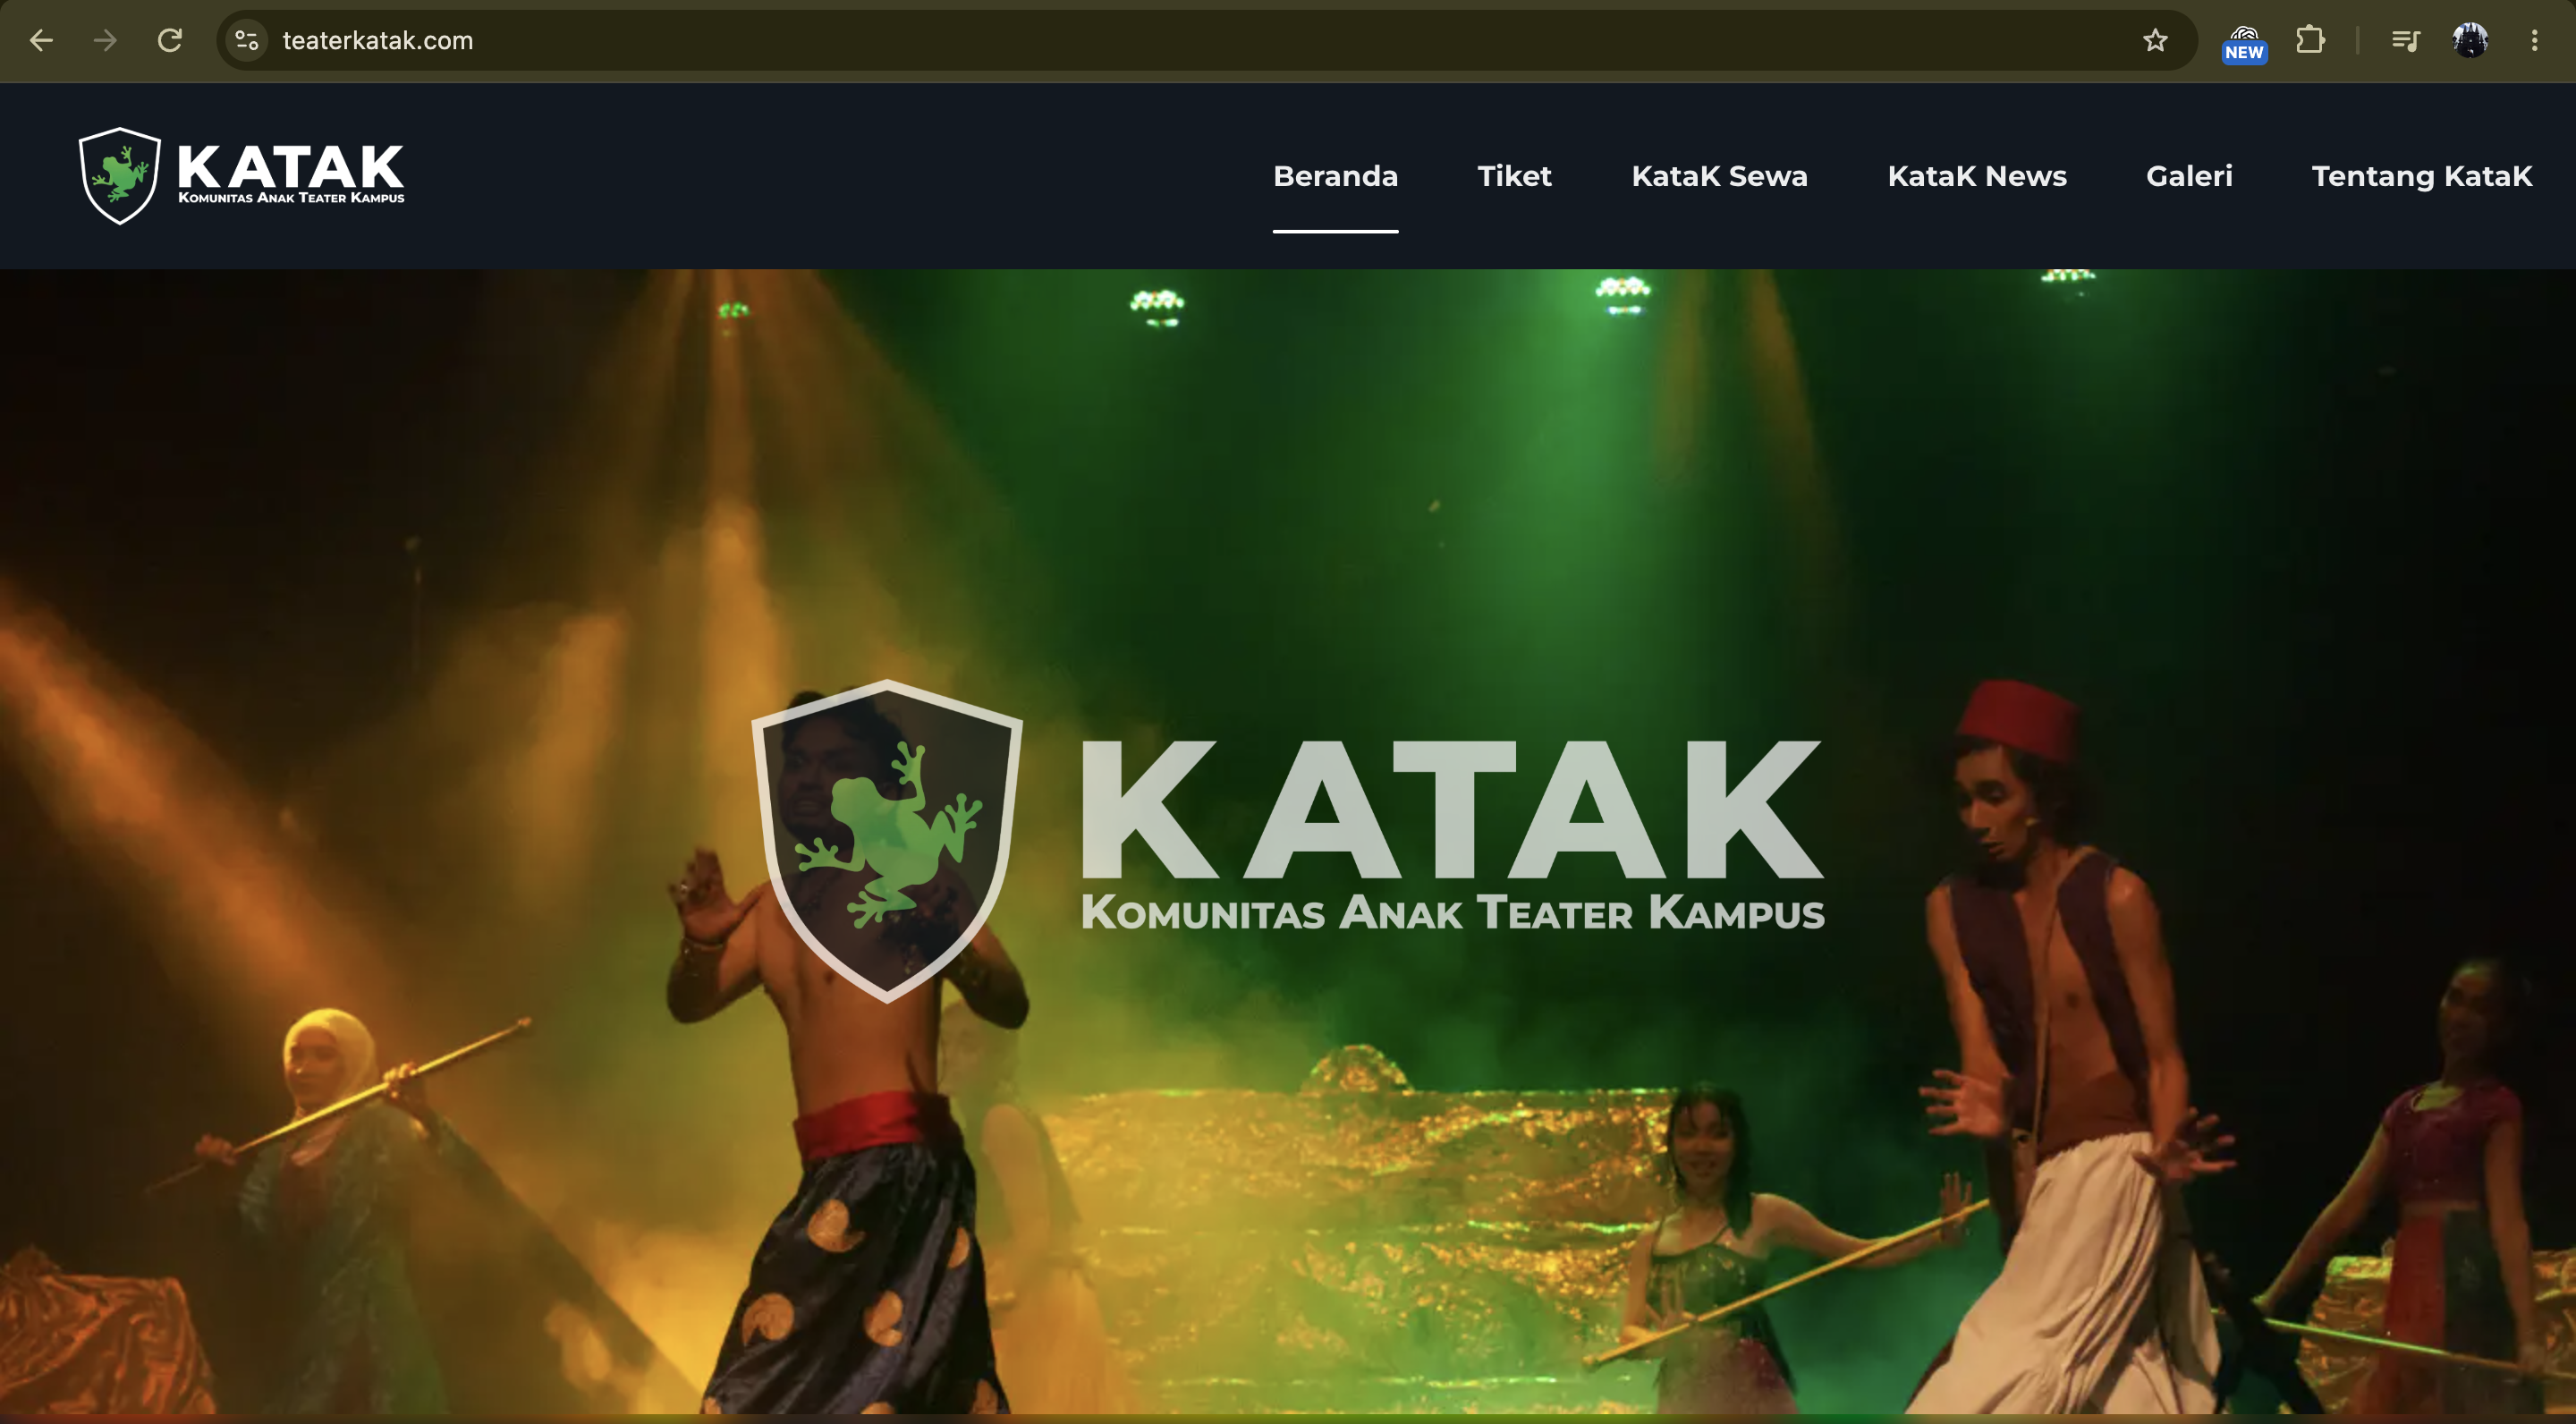 teaterkatak.com
NEW
KATAK
KOMUNITAS ANAK TEATER KAMPUS
Beranda
Tiket
KataK Sewa
KataK News
Galeri
Tentang KataK
KATAK
KOMUNITAS ANAK TEATER KAMPUS